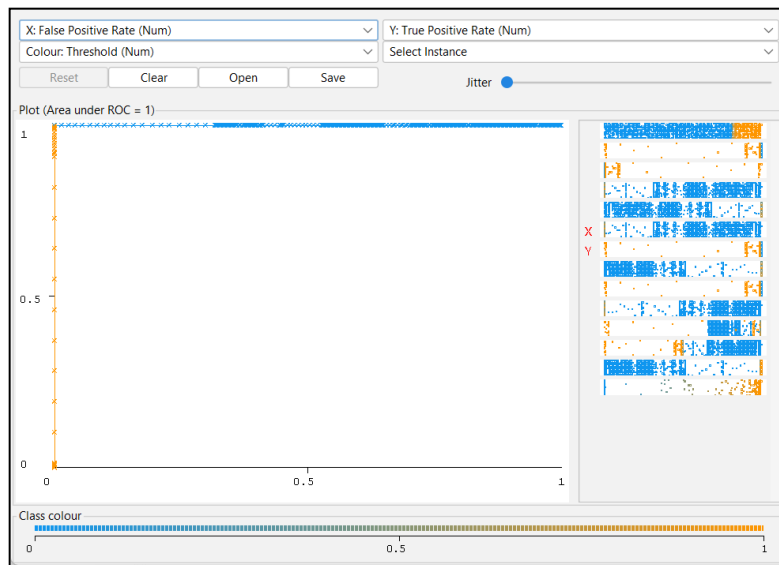 X: False Positive Rate (Num) Y: True Positive Rate (Num)
Colour: Threshold (Num) Select Instance
Reset Clear Open Save Jitter
Plot (Area under ROC = 1)
1
X
Y
0.5
0
0 0.5 1
Class colour
0 0.5 1